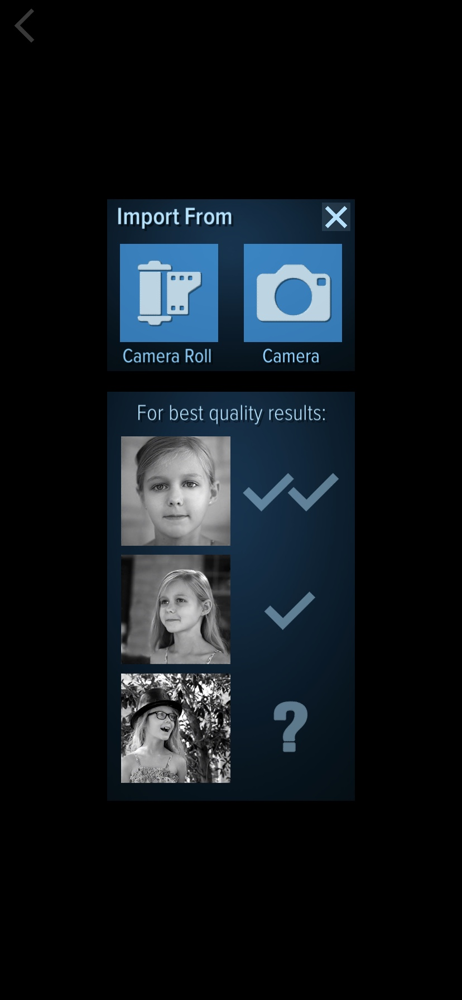 Import From
Camera Roll
Camera
For best quality results:
?